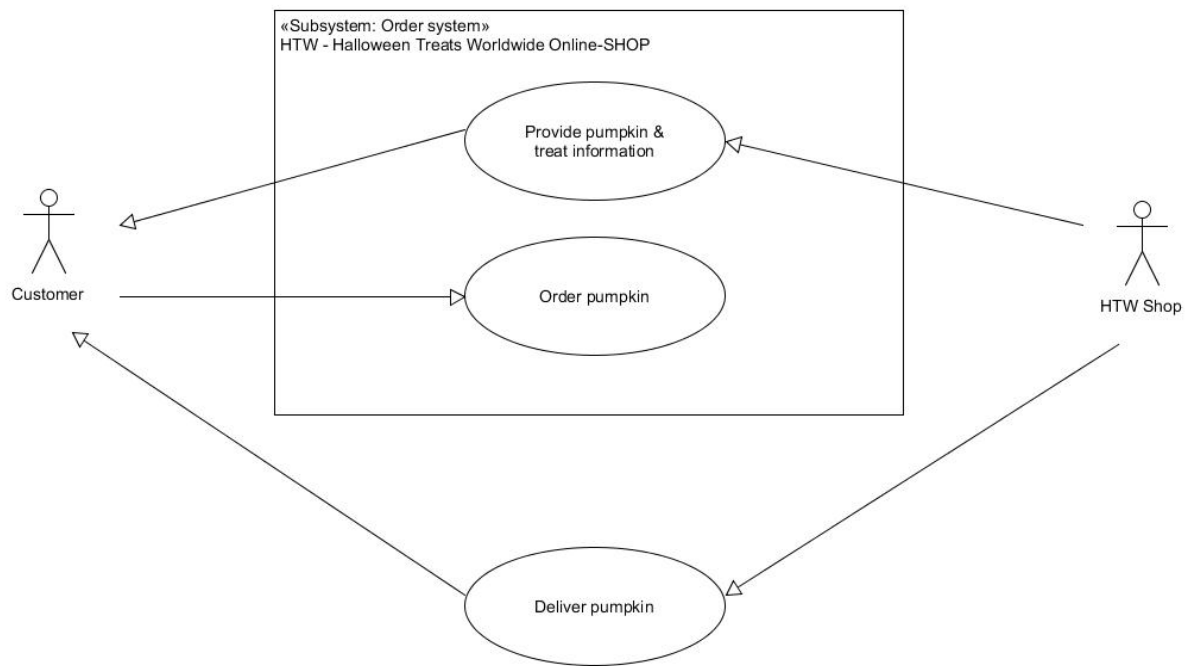 «Subsystem: Order system»
HTW - Halloween Treats Worldwide Online-SHOP
Provide pumpkin &
treat information
Customer
Order pumpkin
HTW Shop
Deliver pumpkin